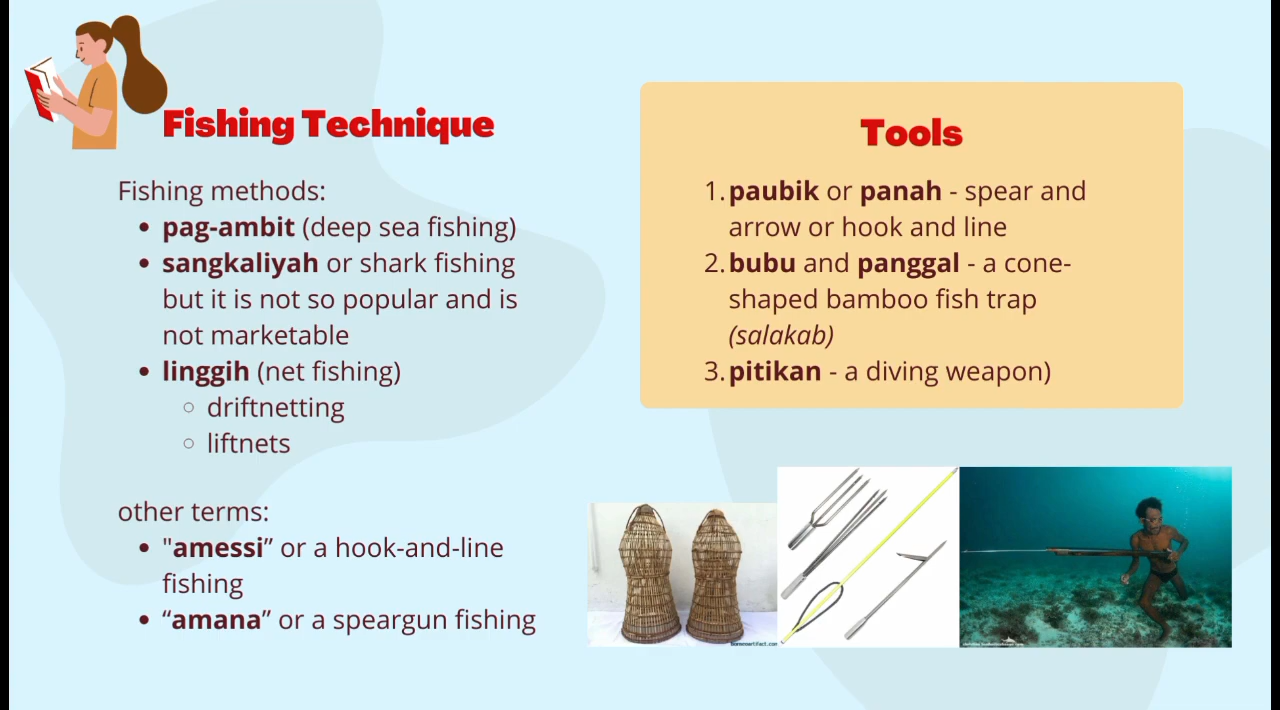 Fishing Technique
Fishing methods:
• pag-ambit (deep sea fishing)
• sangkaliyah or shark fishing
but it is not so popular and is
not marketable
• linggih (net fishing)
○ driftnetting
○ liftnets
other terms:
• "amessi” or a hook-and-line
fishing
• “amana” or a speargun fishing
Tools
1. paubik or panah - spear and
arrow or hook and line
2. bubu and panggal - a cone-
shaped bamboo fish trap
(salakab)
3. pitikan - a diving weapon)